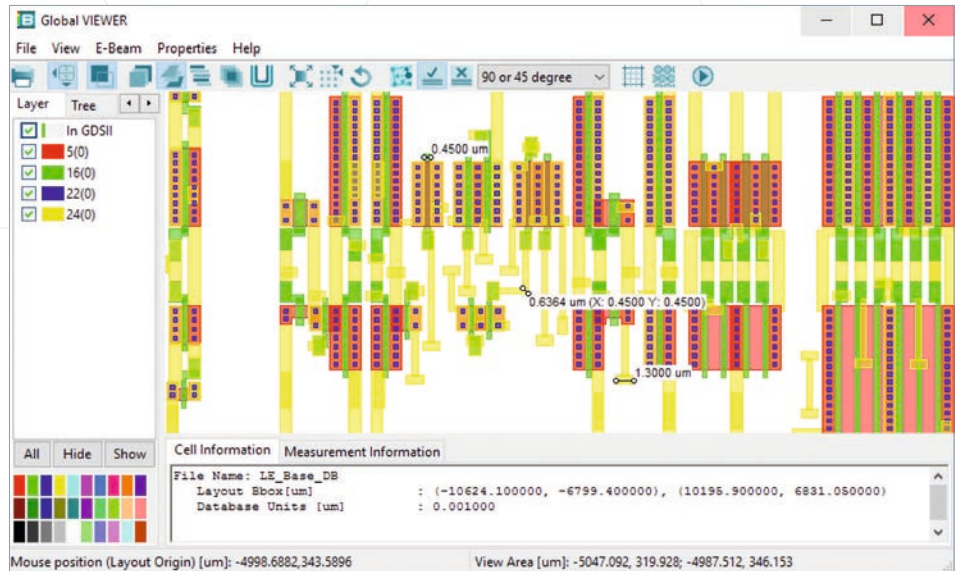 Global VIEWER
File View E-Beam Properties Help
90 or 45 degree
Layer Tree
In GDSII
5(0)
16(0)
22(0)
24(0)
0.4500 um
0.6364 um (X: 0.4500 Y: 0.4500)
1.3000 um
All Hide Show
Cell Information Measurement Information
File Name: LE_Base_DB
Layout Bbox[um] : (-10624.100000, -6799.400000), (10195.900000, 6831.050000)
Database Units [um] : 0.001000
Mouse position (Layout Origin) [um]: -4998.6882,343.5896 View Area [um]: -5047.092, 319.928; -4987.512, 346.153